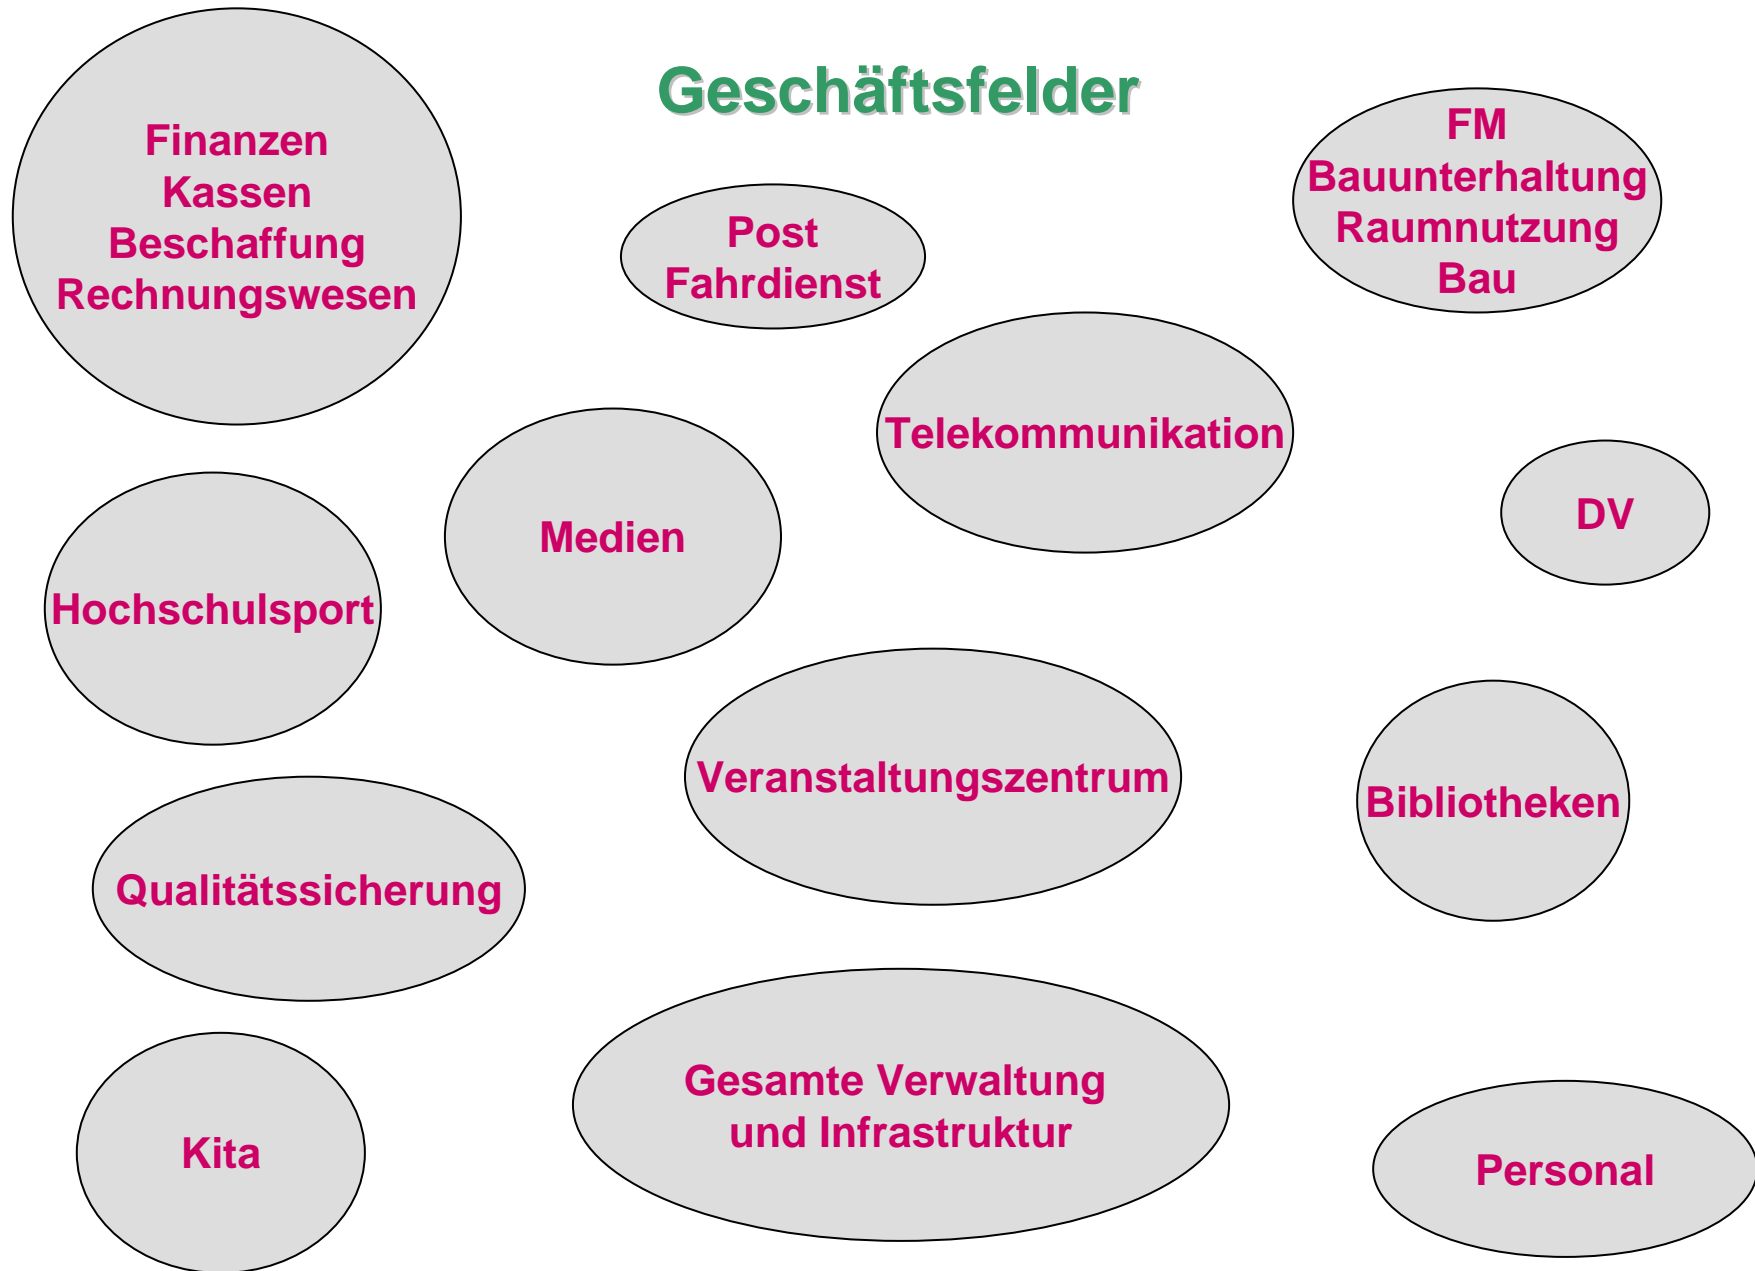 Geschäftsfelder
Finanzen
Kassen
Beschaffung
Rechnungswesen
Post
Fahrdienst
FM
Bauunterhaltung
Raumnutzung
Bau
Telekommunikation
Medien
DV
Hochschulsport
Veranstaltungszentrum
Bibliotheken
Qualitätssicherung
Gesamte Verwaltung
und Infrastruktur
Kita
Personal